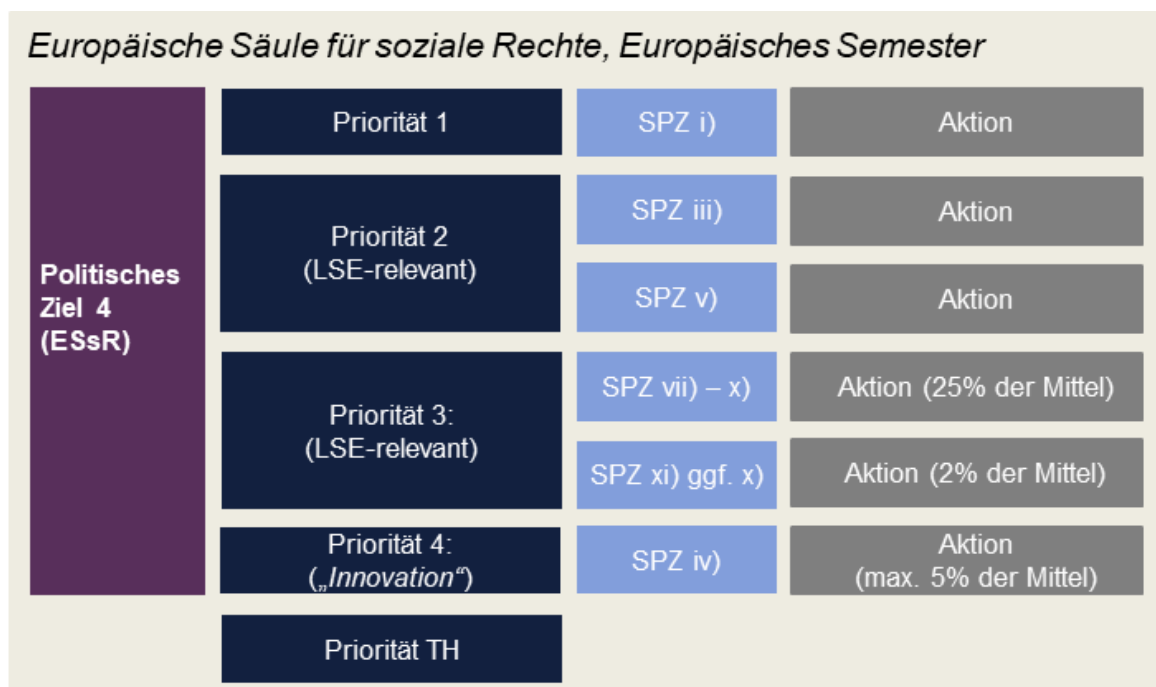 Europäische Säule für soziale Rechte, Europäisches Semester
Politisches
Ziel 4
(ESsR)
Priorität 1
SPZ i)
Aktion
Priorität 2
(LSE-relevant)
SPZ iii)
Aktion
SPZ v)
Aktion
Priorität 3:
(LSE-relevant)
SPZ vii) – x)
Aktion (25% der Mittel)
SPZ xi) ggf. x)
Aktion (2% der Mittel)
Priorität 4:
(„Innovation“)
SPZ iv)
Aktion
(max. 5% der Mittel)
Priorität TH